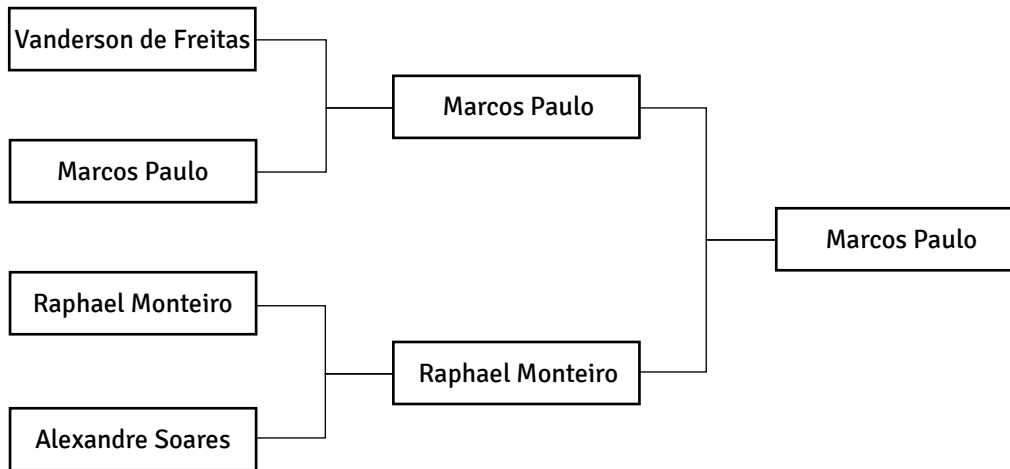 Vanderson de Freitas
Marcos Paulo
Marcos Paulo
Marcos Paulo
Raphael Monteiro
Raphael Monteiro
Alexandre Soares